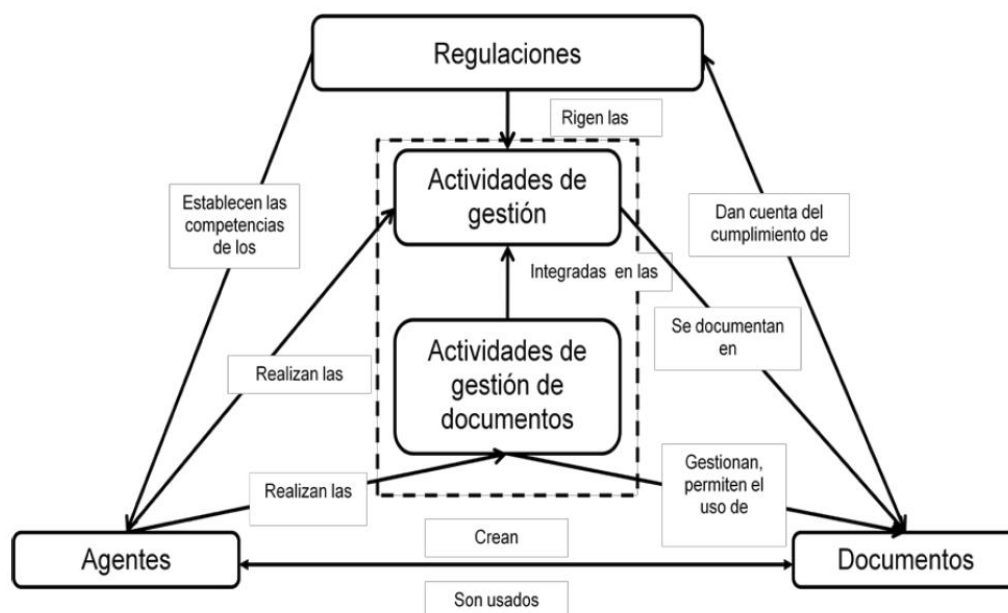 Regulaciones
Rigen las
Actividades de
gestión
Establecen las
competencias
de los
Dan cuenta del
cumplimiento de
Integradas en las
Se documentan
en
Actividades de
gestión de
documentos
Realizan las
Realizan las
Gestionan,
permiten el
uso de
Agentes
Crean
Documentos
Son usados